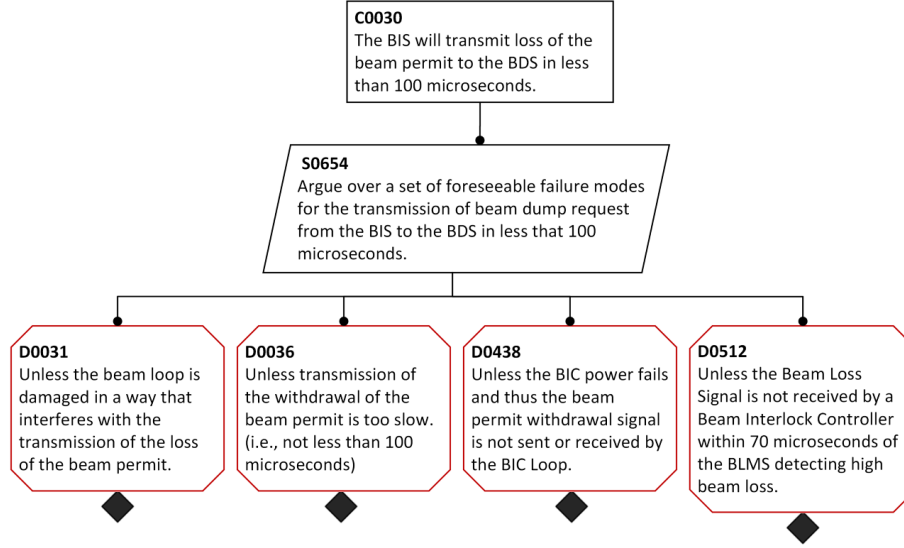 C0030
The BIS will transmit loss of the
beam permit to the BDS in less
than 100 microseconds.
S0654
Argue over a set of foreseeable failure modes
for the transmission of beam dump request
from the BIS to the BDS in less that 100
microseconds.
D0031
Unless the beam loop is
damaged in a way that
interferes with the
transmission of the loss
of the beam permit.
D0036
Unless transmission of
the withdrawal of the
beam permit is too slow.
(i.e., not less than 100
microseconds)
D0438
Unless the BIC power fails
and thus the beam
permit withdrawal signal
is not sent or received by
the BIC Loop.
D0512
Unless the Beam Loss
Signal is not received by a
Beam Interlock Controller
within 70 microseconds of
the BLMS detecting high
beam loss.